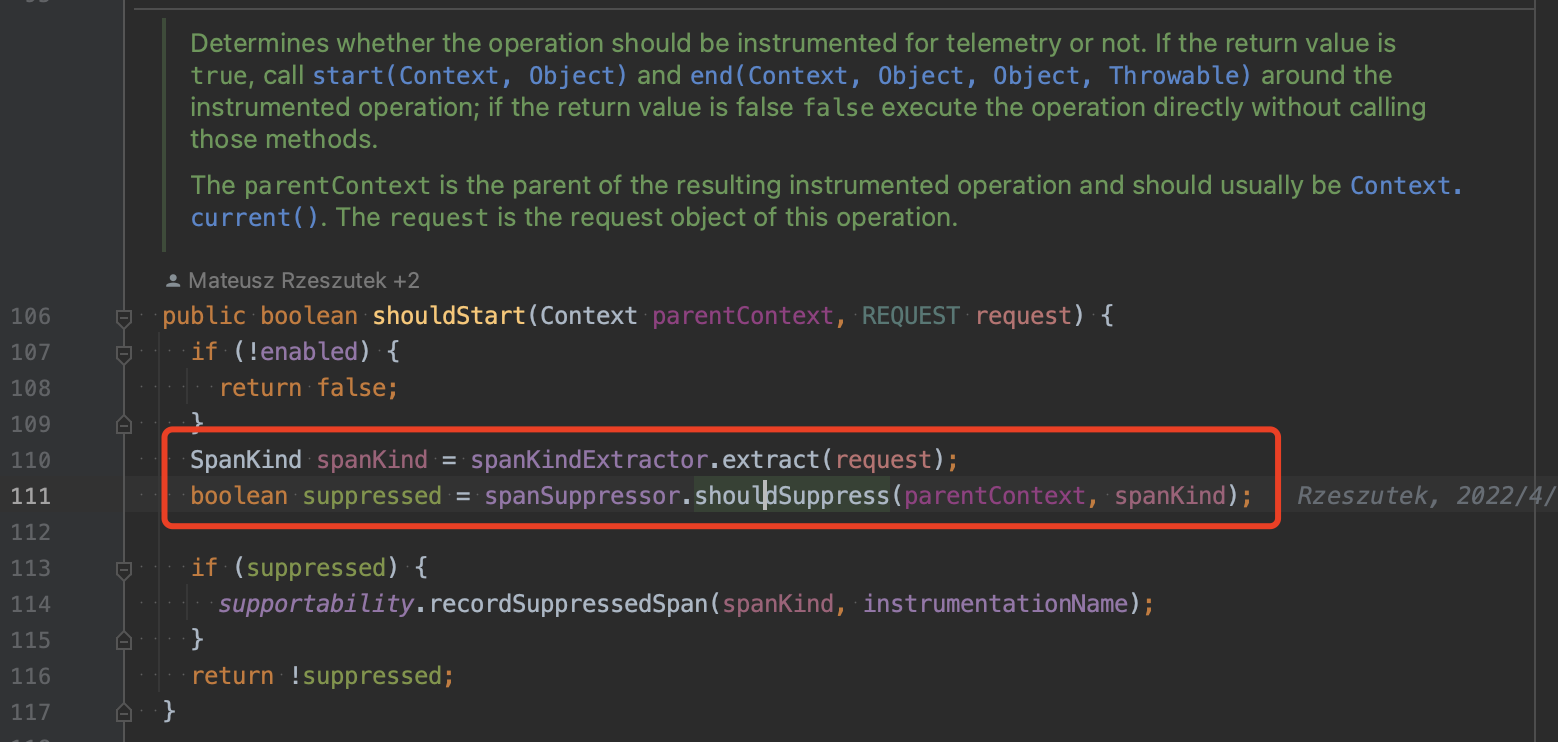 Determines whether the operation should be instrumented for telemetry or not. If the return value is
true, call start(Context, Object) and end(Context, Object, Object, Throwable) around the
instrumented operation; if the return value is false false execute the operation directly without calling
those methods.
The parentContext is the parent of the resulting instrumented operation and should usually be Context.
current(). The request is the request object of this operation.
Mateusz Rzeszutek +2
106 public boolean shouldStart(Context parentContext, REQUEST request) {
107 if (!enabled) {
108 return false;
109 }
110 SpanKind spanKind = spanKindExtractor.extract(request);
111 boolean suppressed = spanSuppressor.shouldSuppress(parentContext, spanKind); Rzeszutek, 2022/4/
112
113 if (suppressed) {
114 supportability.recordSuppressedSpan(spanKind, instrumentationName);
115 }
116 return !suppressed;
117 }